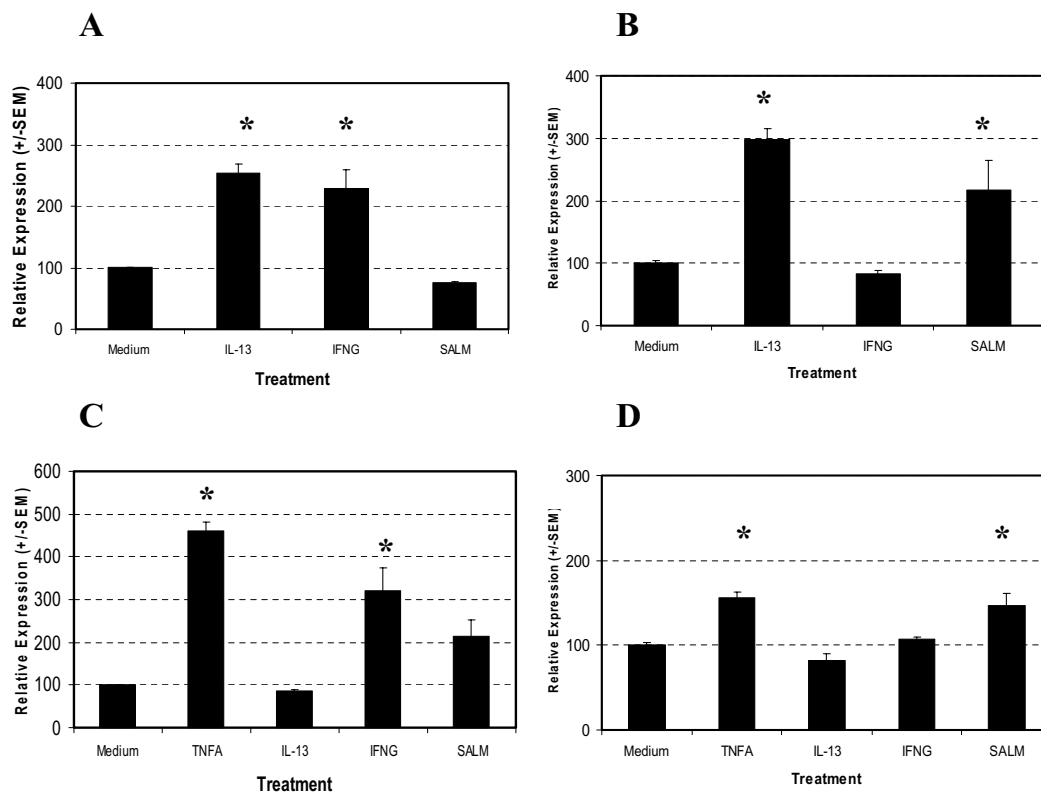 A
Relative Expression (+/-SEM)
400
300
200
100
0
* *
Medium IL-13 IFNG SALM
Treatment
B
Relative Expression (+/-SEM)
400
300
200
100
0
* *
Medium IL-13 IFNG SALM
Treatment
C
Relative Expression (+/-SEM)
600
500
400
300
200
100
0
* *
Medium TNFA IL-13 IFNG SALM
Treatment
D
Relative Expression (+/-SEM)
300
200
100
0
* *
Medium TNFA IL-13 IFNG SALM
Treatment